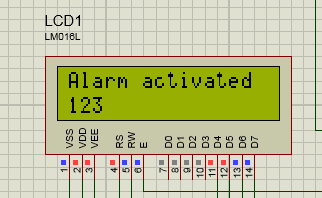 LCD1
LM016L
Alarm activated
123
VSS
VDD
VEE
RS
RW
E
D0
D1
D2
D3
D4
D5
D6
D7
1
2
3
4
5
6
7
8
9
10
11
12
13
14